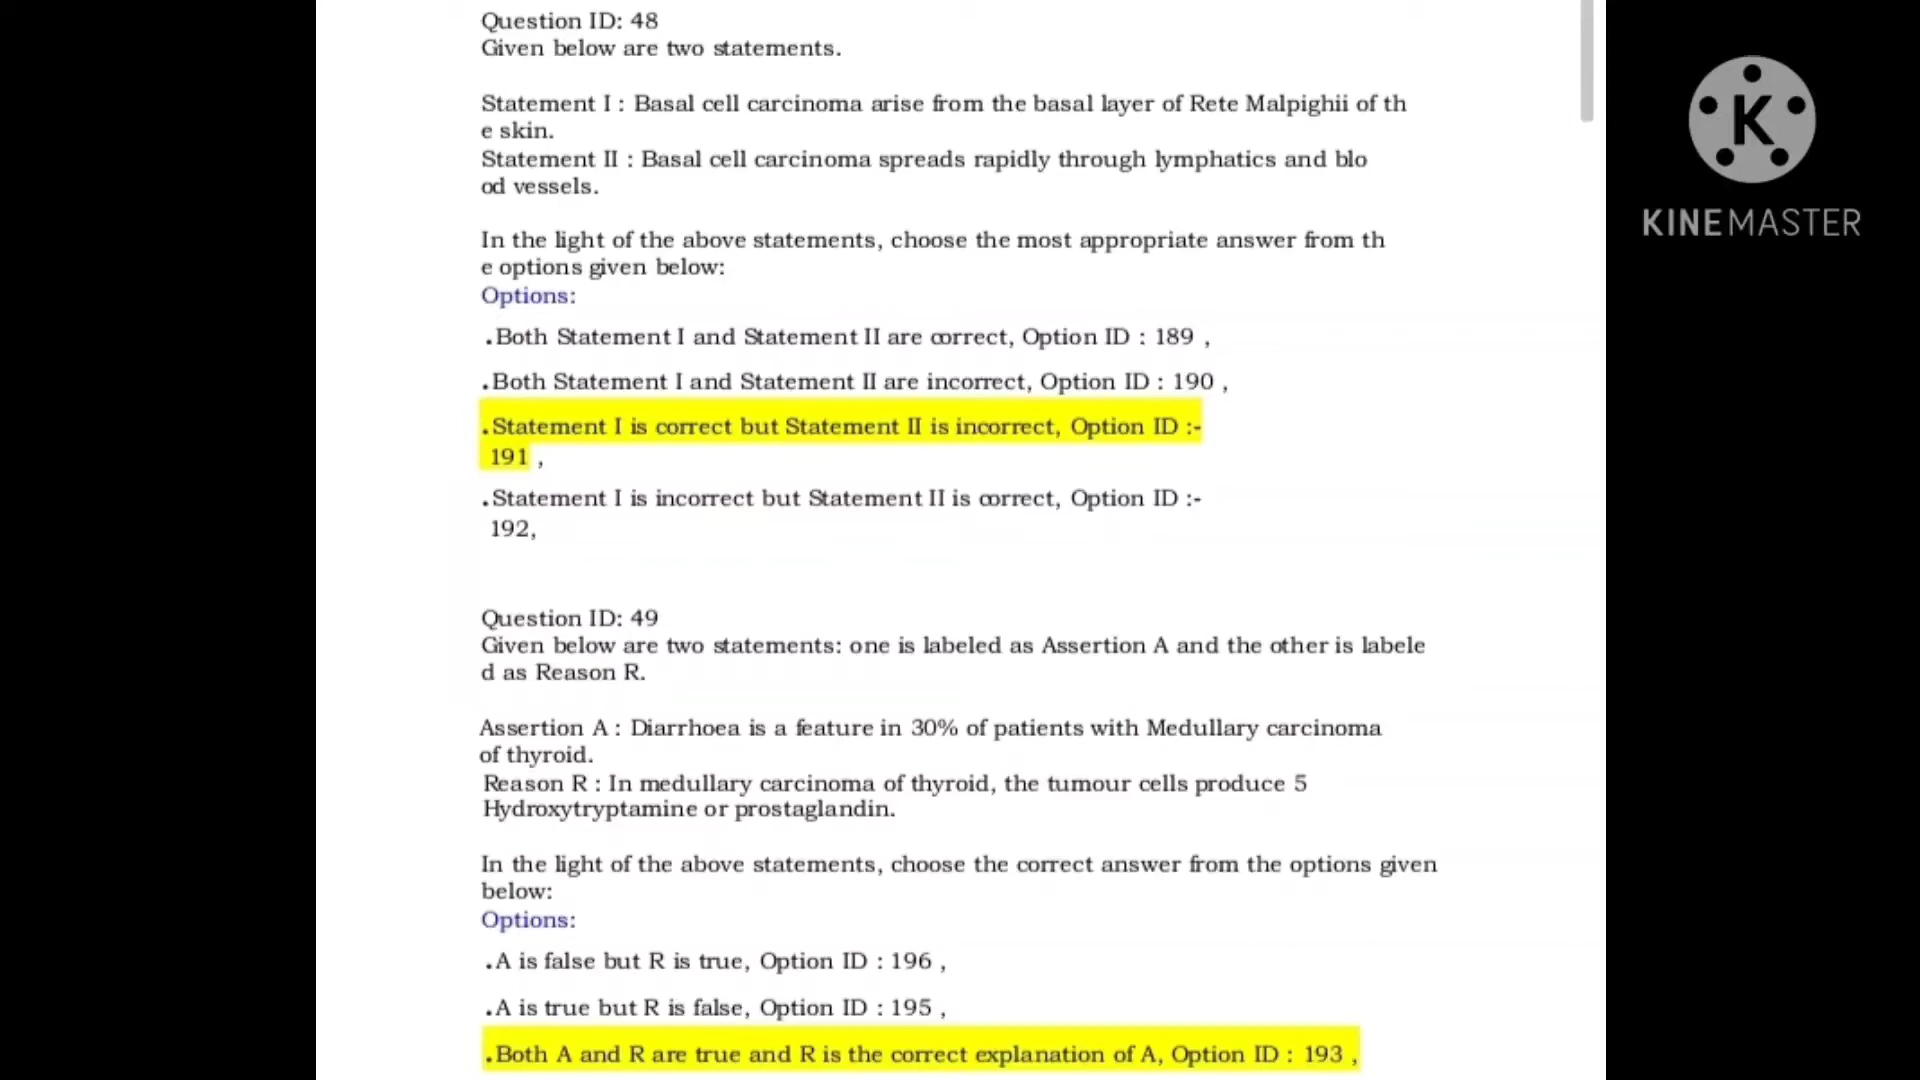 Question ID: 48
Given below are two statements.
Statement I : Basal cell carcinoma arise from the basal layer of Rete Malpighii of th
e skin.
Statement II : Basal cell carcinoma spreads rapidly through lymphatics and blo
od vessels.
In the light of the above statements, choose the most appropriate answer from th
e options given below:
Options:
.Both Statement I and Statement II are correct, Option ID : 189 ,
.Both Statement I and Statement II are incorrect, Option ID : 190 ,
.Statement I is correct but Statement II is incorrect, Option ID :-
191 ,
.Statement I is incorrect but Statement II is correct, Option ID :-
192,
Question ID: 49
Given below are two statements: one is labeled as Assertion A and the other is labele
d as Reason R.
Assertion A : Diarrhoea is a feature in 30% of patients with Medullary carcinoma
of thyroid.
Reason R : In medullary carcinoma of thyroid, the tumour cells produce 5
Hydroxytryptamine or prostaglandin.
In the light of the above statements, choose the correct answer from the options given
below:
Options:
.A is false but R is true, Option ID : 196 ,
.A is true but R is false, Option ID : 195 ,
.Both A and R are true and R is the correct explanation of A, Option ID : 193 ,
K
KINEMASTER